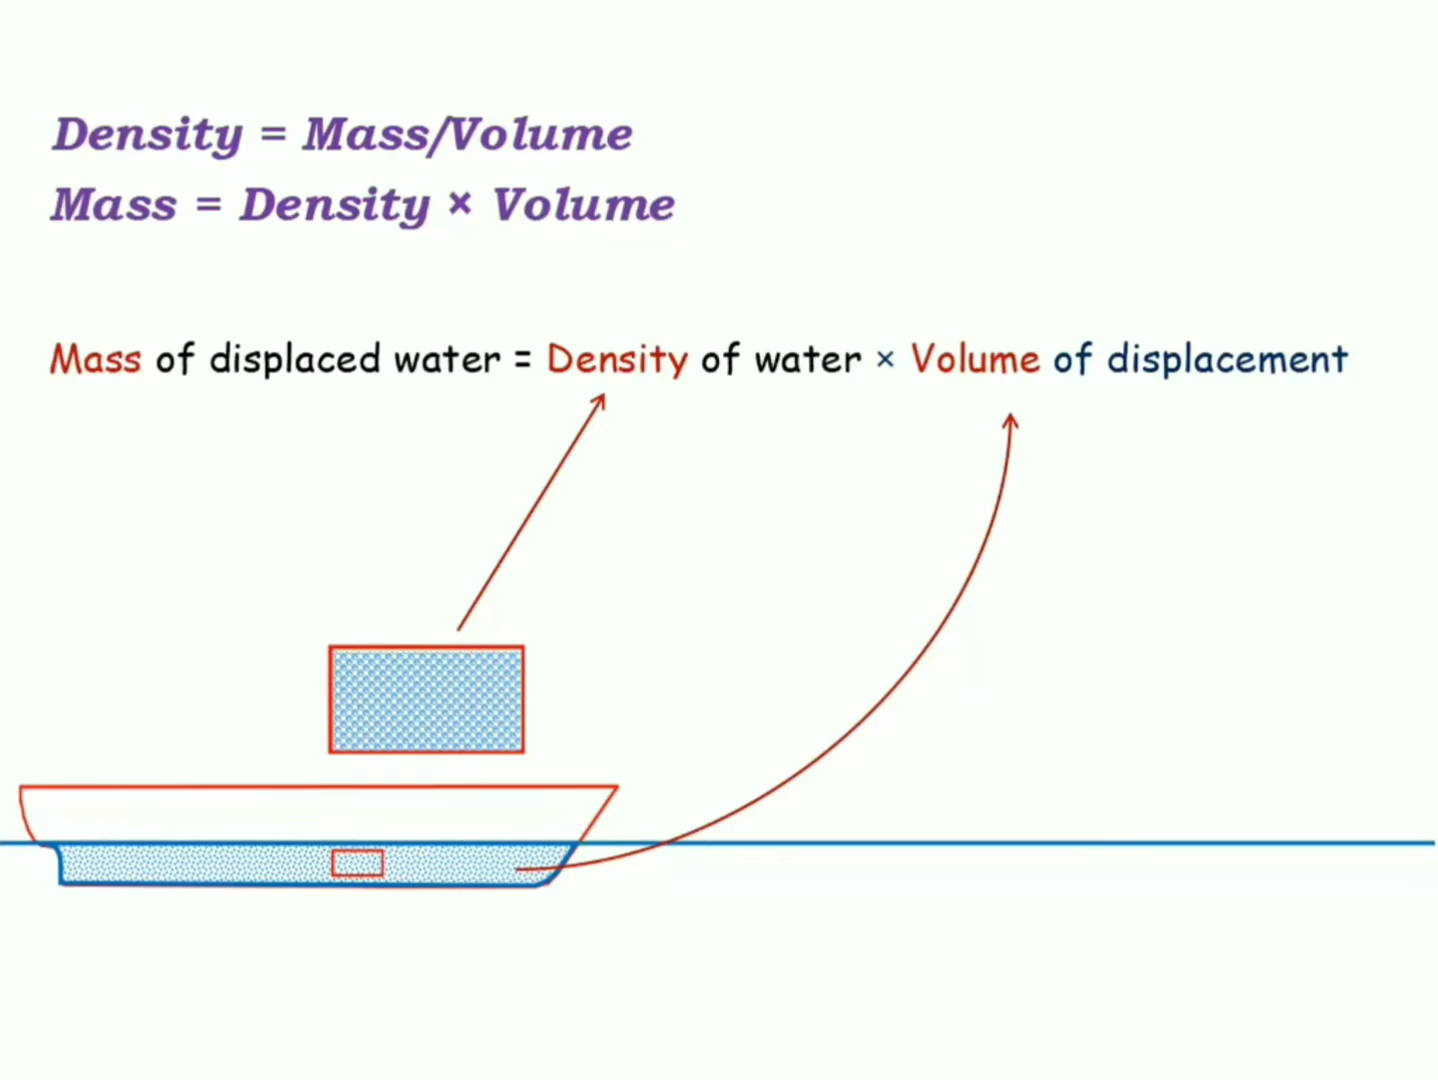 Density = Mass/Volume
Mass = Density × Volume
Mass of displaced water = Density of water × Volume of displacement